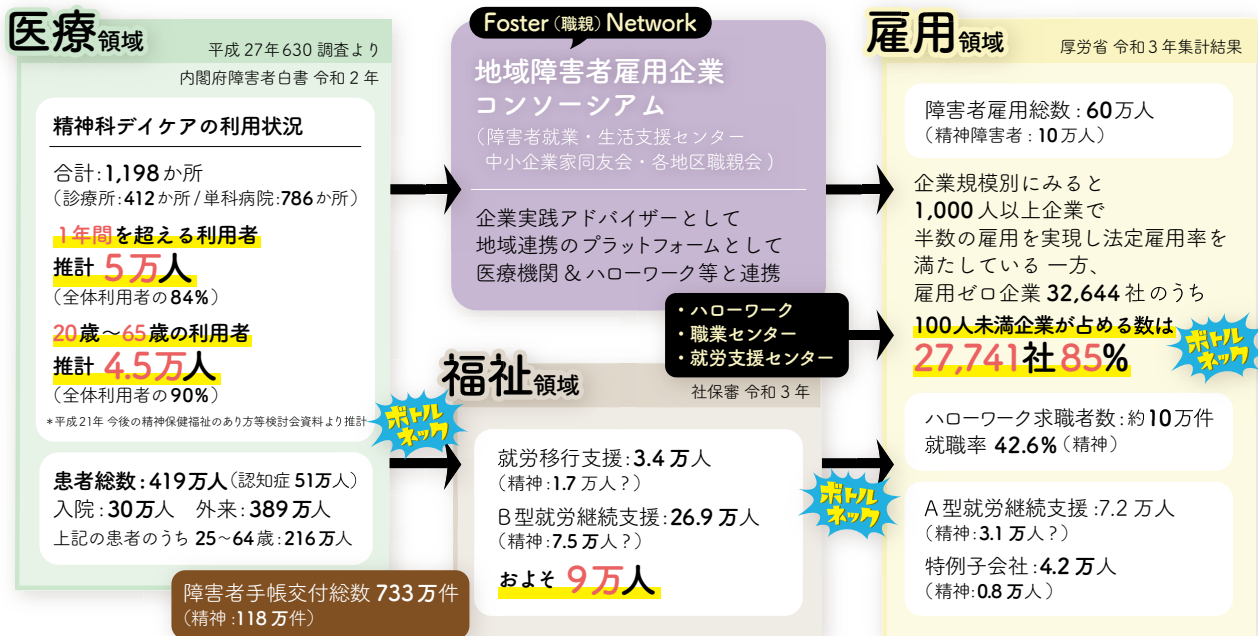 医療領域
平成27年630調査より
内閣府障害者白書 令和2年
精神科デイケアの利用状況
合計:1,198か所
(診療所:412か所/単科病院:786か所)
1年間を超える利用者
推計 5万人
(全体利用者の84%)
20歳〜65歳の利用者
推計 4.5万人
(全体利用者の90%)
*平成21年 今後の精神保健福祉のあり方等検討会資料より推計
ボトル
ネック
患者総数:419万人(認知症 51万人)
入院:30万人 外来:389万人
上記の患者のうち 25〜64歳:216万人
障害者手帳交付総数 733万件
(精神:118万件)
Foster(職親)Network
地域障害者雇用企業
コンソーシアム
(障害者就業・生活支援センター
中小企業家同友会・各地区職親会)
企業実践アドバイザーとして
地域連携のプラットフォームとして
医療機関&ハローワーク等と連携
・ハローワーク
・職業センター
・就労支援センター
福祉領域
社保審 令和3年
就労移行支援:3.4万人
(精神:1.7万人?)
B型就労継続支援:26.9万人
(精神:7.5万人?)
およそ 9万人
ボトル
ネック
雇用領域
厚労省 令和3年集計結果
障害者雇用総数:60万人
(精神障害者:10万人)
企業規模別にみると
1,000人以上企業で
半数の雇用を実現し法定雇用率を
満たしている 一方、
雇用ゼロ企業 32,644社のうち
100人未満企業が占める数は
27,741社85%
ボトル
ネック
ハローワーク求職者数:約10万件
就職率 42.6%(精神)
A型就労継続支援:7.2万人
(精神:3.1万人?)
特例子会社:4.2万人
(精神:0.8万人)